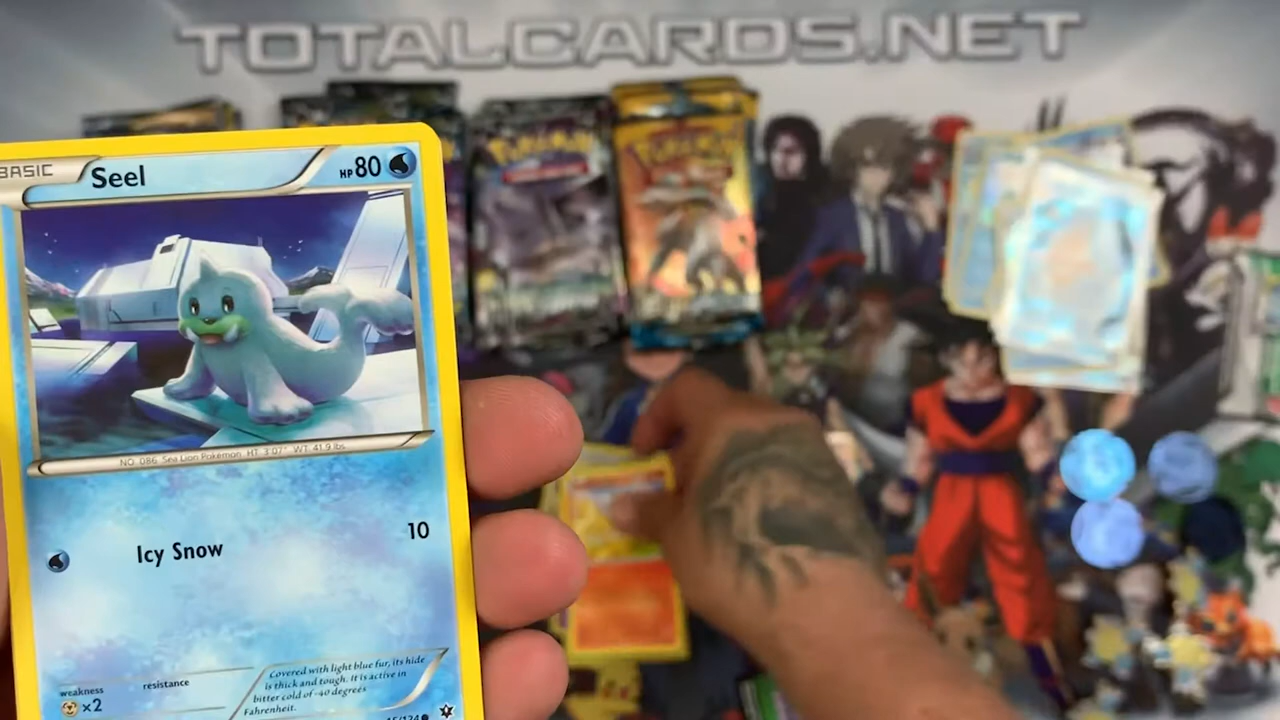 TOTALCARDS.NET
BASIC
Seel
HP80
NO. 086 Sea Lion Pokémon HT: 3'07" WT: 41.9 lbs.
Icy Snow 10
Covered with light blue fur, its hide
is thick and tough. It is active in
bitter cold of -40 degrees
Fahrenheit.
weakness resistance
×2
Pokémon
Pokémon